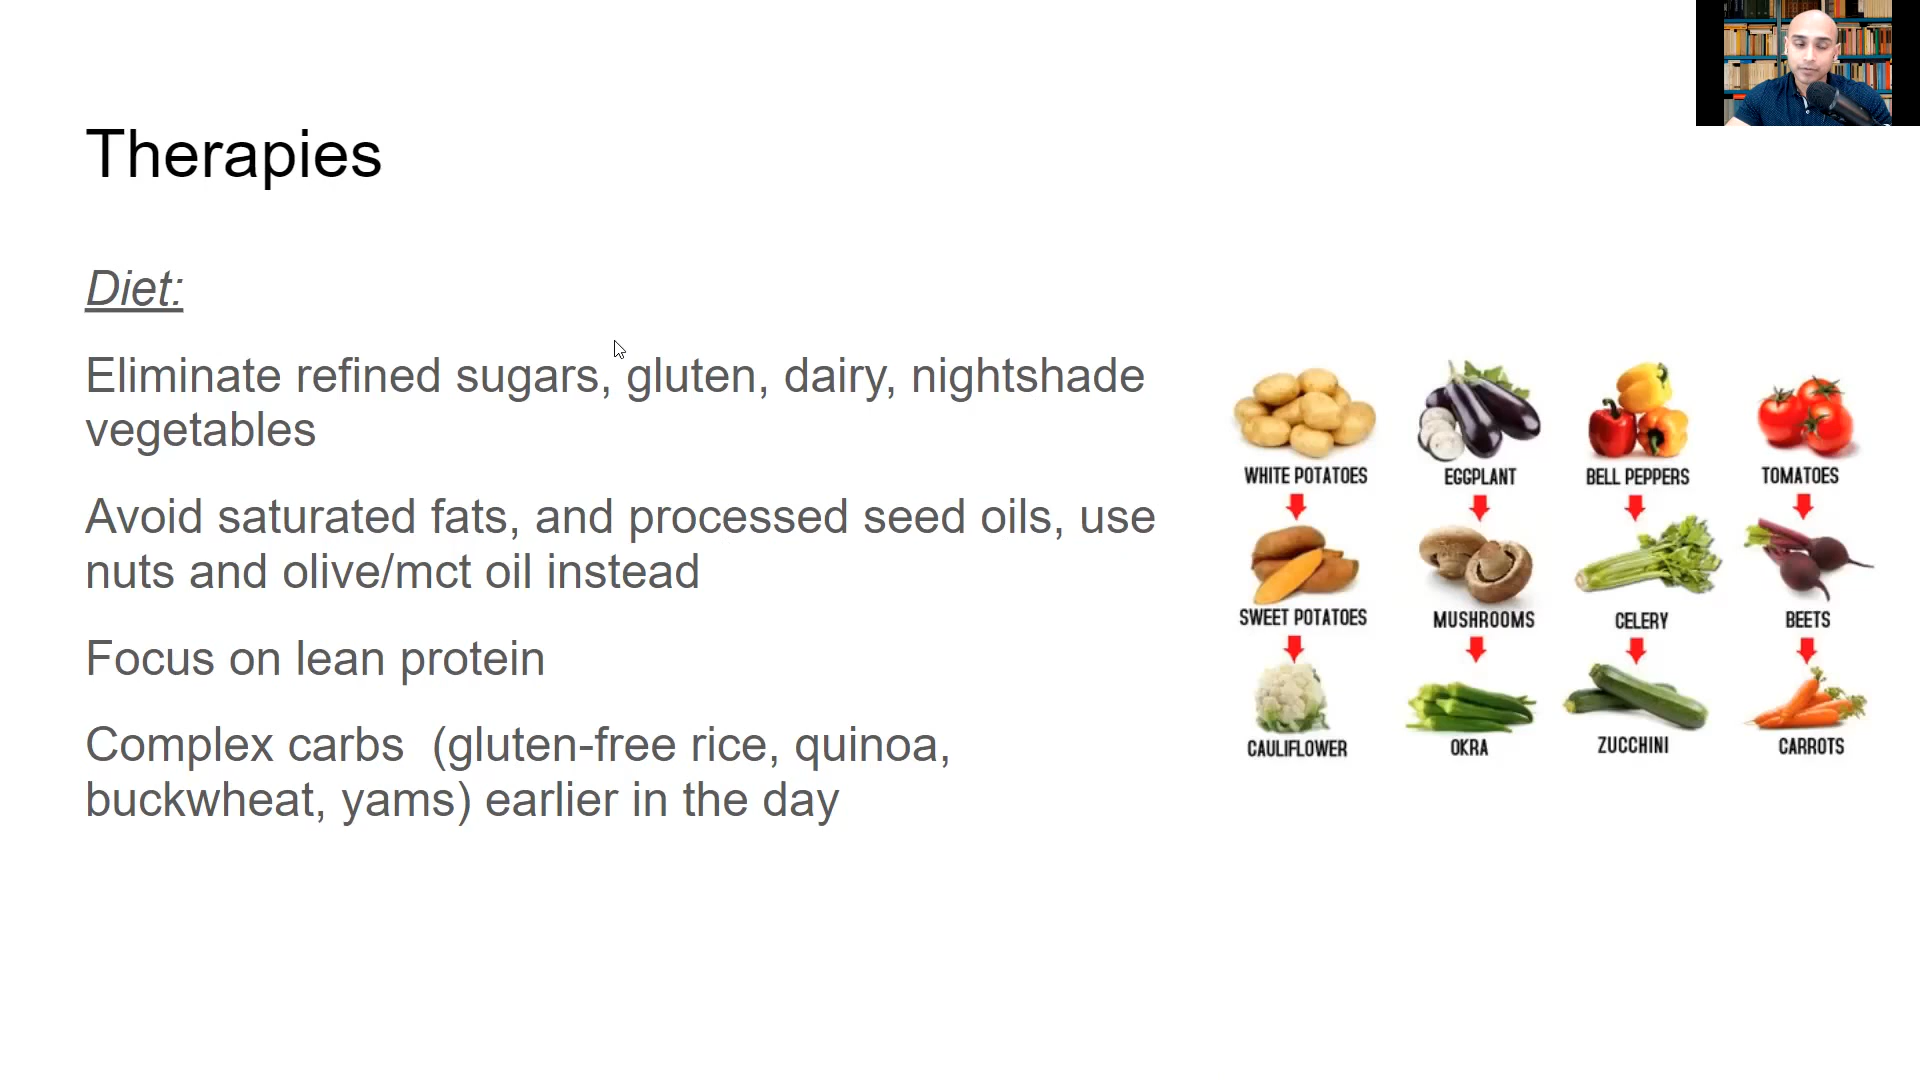 Therapies
Diet:
Eliminate refined sugars, gluten, dairy, nightshade
vegetables
Avoid saturated fats, and processed seed oils, use
nuts and olive/mct oil instead
Focus on lean protein
Complex carbs  (gluten-free rice, quinoa,
buckwheat, yams) earlier in the day
WHITE POTATOES EGGPLANT BELL PEPPERS TOMATOES
SWEET POTATOES MUSHROOMS CELERY BEETS
CAULIFLOWER OKRA ZUCCHINI CARROTS